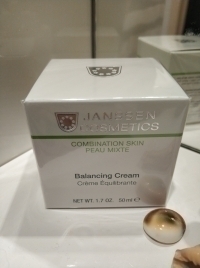 JANSSEN
COSMETICS
COMBINATION SKIN
PEAU MIXTE
Balancing Cream
Crème Équilibrante
NET WT. 1.7 OZ. 50 ml ℮